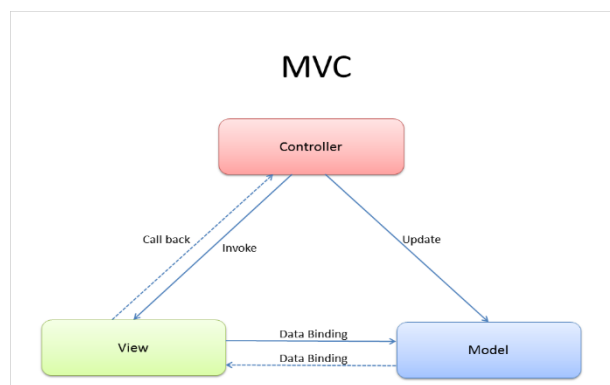 MVC
Controller
Call back
Invoke
Update
Data Binding
View
Data Binding
Model